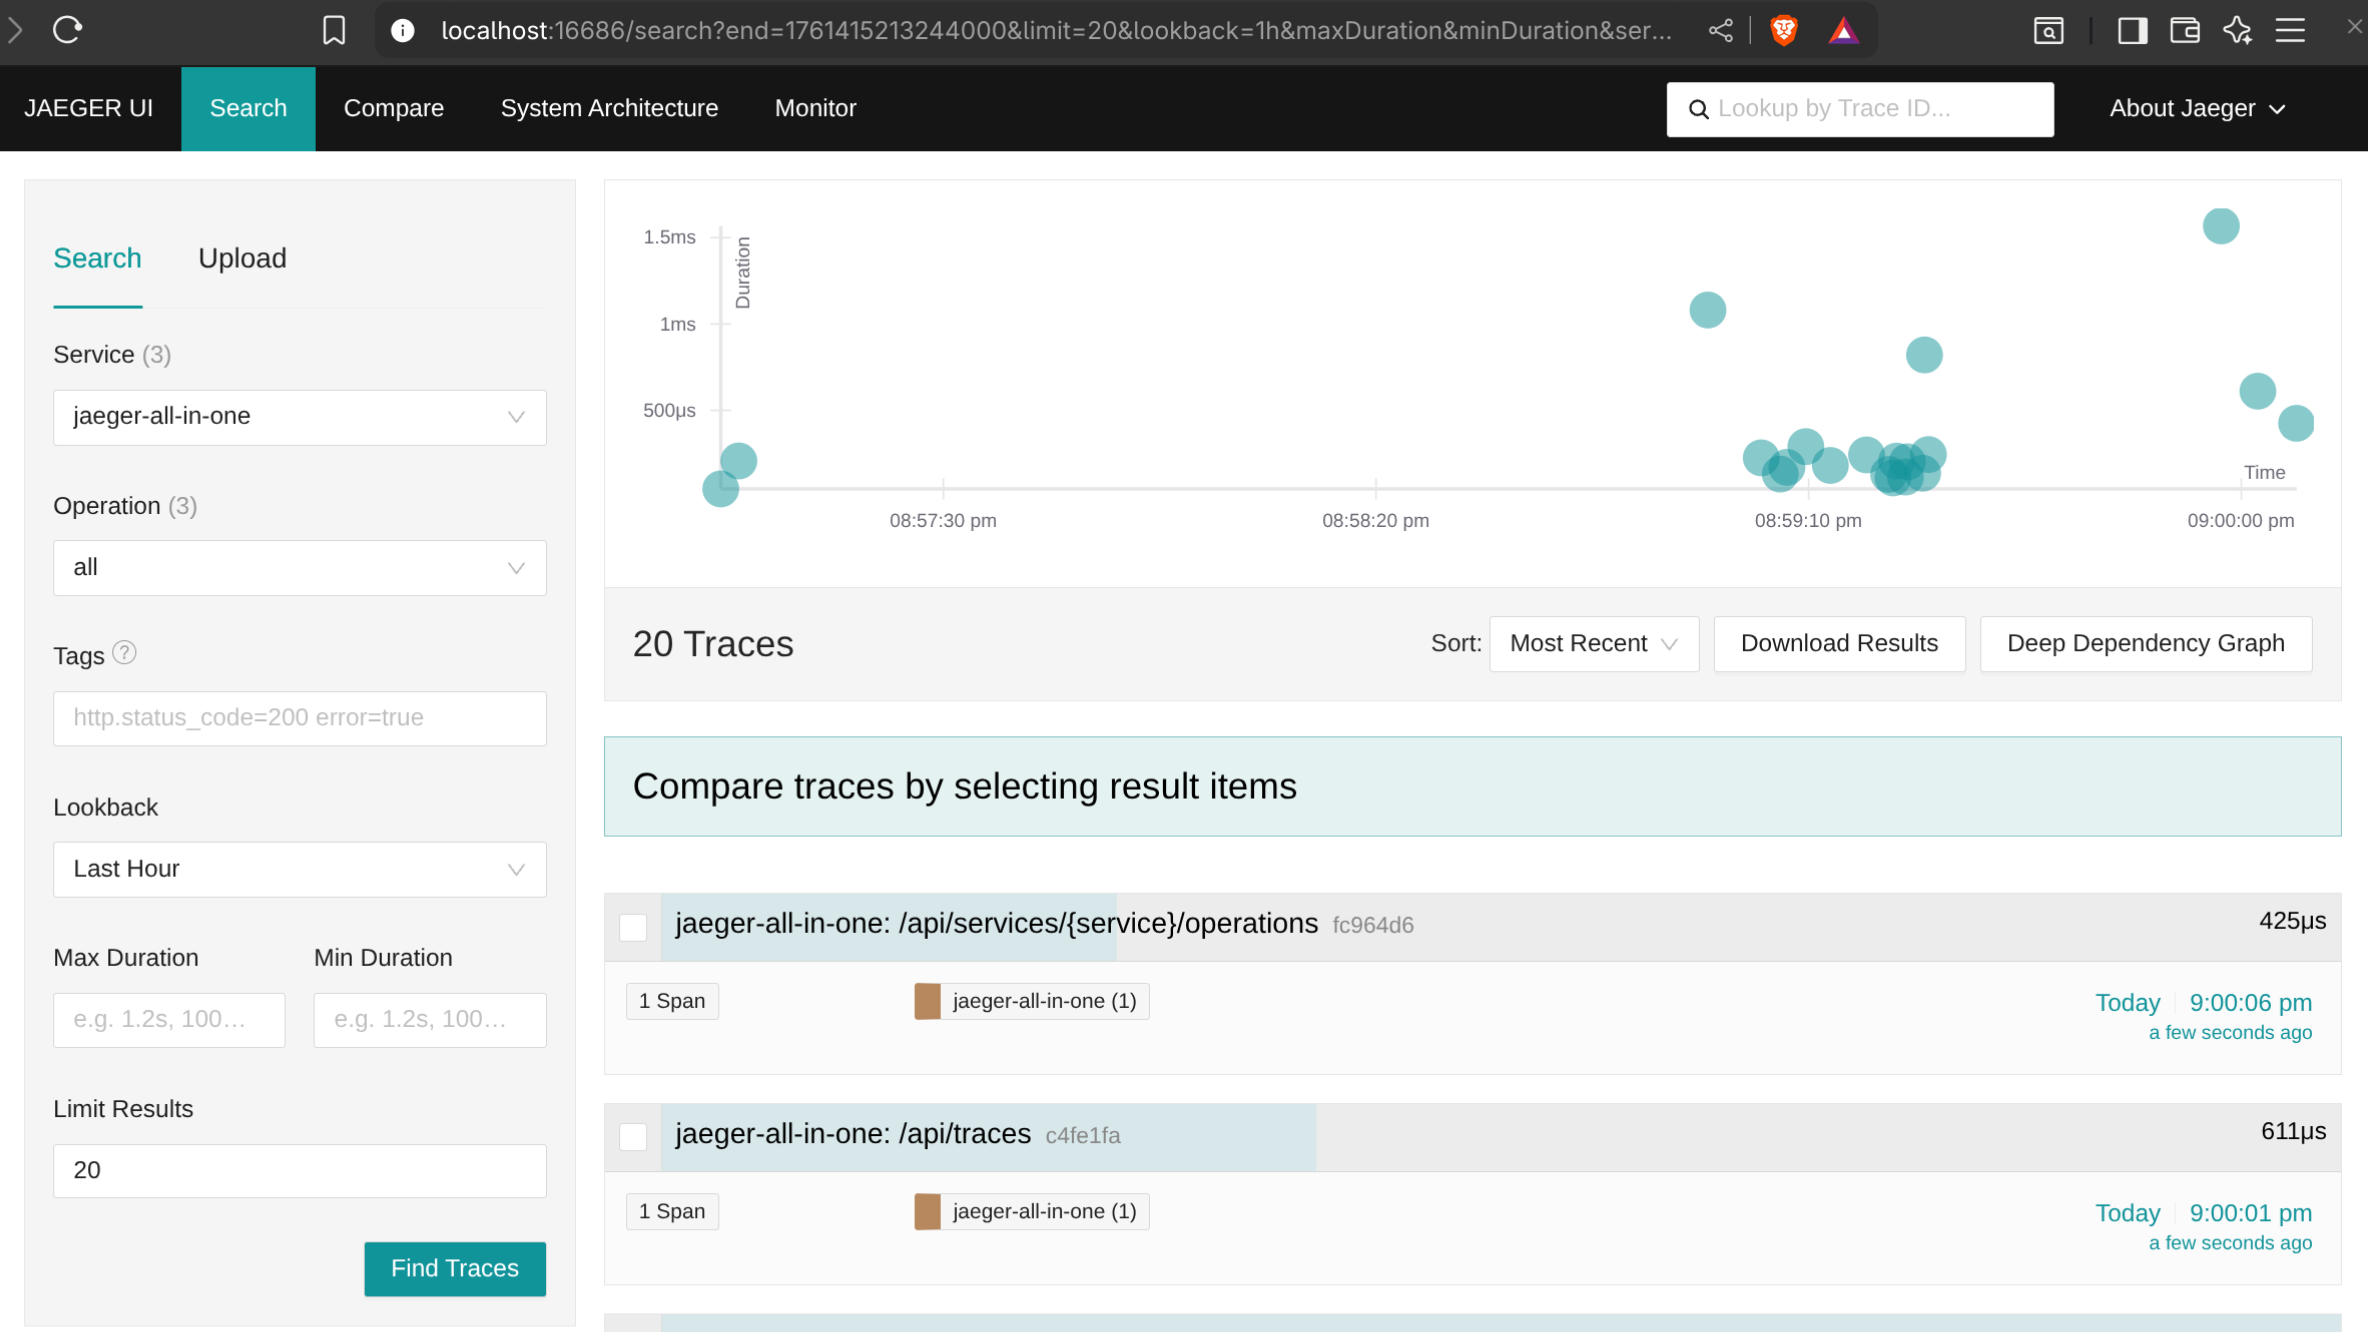 localhost:16686/search?end=1761415213244000&limit=20&lookback=1h&maxDuration&minDuration&ser...
JAEGER UI Search Compare System Architecture Monitor Lookup by Trace ID... About Jaeger
Search Upload
Service (3)
jaeger-all-in-one
Operation (3)
all
Tags ?
http.status_code=200 error=true
Lookback
Last Hour
Max Duration Min Duration
e.g. 1.2s, 100... e.g. 1.2s, 100...
Limit Results
20
Find Traces
1.5ms
1ms
500μs
Duration
Time
08:57:30 pm 08:58:20 pm 08:59:10 pm 09:00:00 pm
20 Traces Sort: Most Recent Download Results Deep Dependency Graph
Compare traces by selecting result items
jaeger-all-in-one: /api/services/{service}/operations fc964d6 425μs
1 Span jaeger-all-in-one (1) Today 9:00:06 pm
a few seconds ago
jaeger-all-in-one: /api/traces c4fe1fa 611μs
1 Span jaeger-all-in-one (1) Today 9:00:01 pm
a few seconds ago